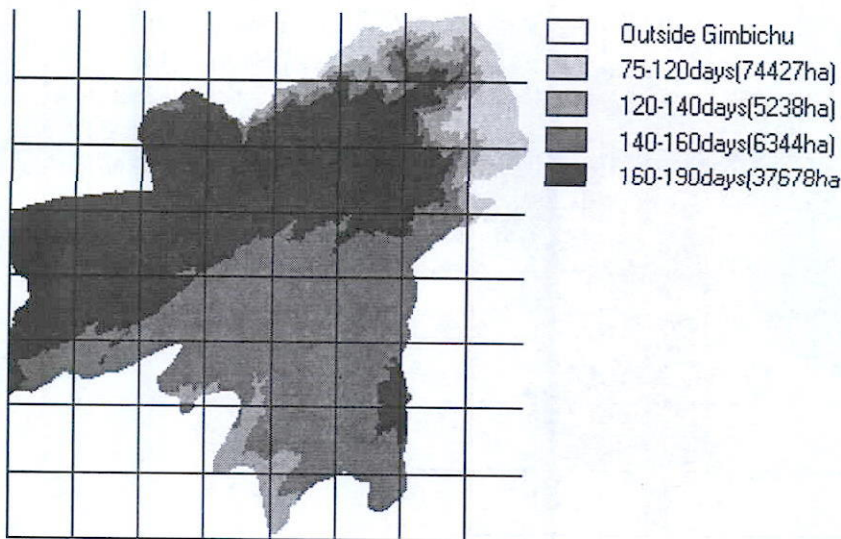 Outside Gimbichu
75-120days(74427ha)
120-140days(5238ha)
140-160days(6344ha)
160-190days(37678ha